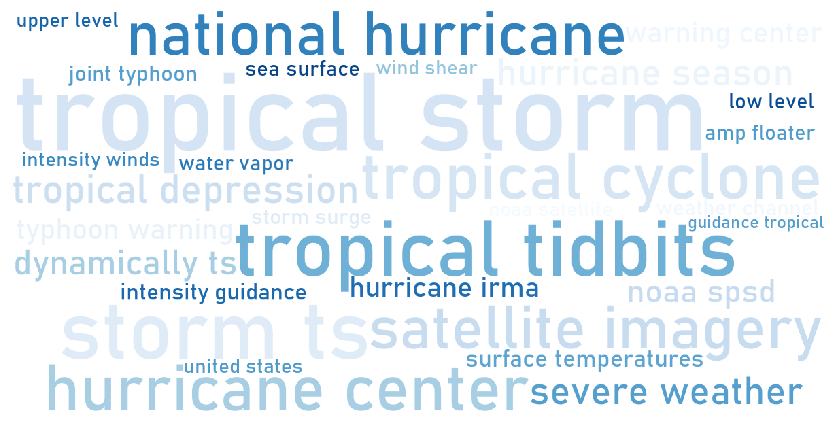 upper level
national hurricane
warning center
joint typhoon
sea surface
wind shear
hurricane season
tropical storm
low level
amp floater
intensity winds
water vapor
tropical cyclone
tropical depression
noaa satellite
weather channel
storm surge
typhoon warning
guidance tropical
tropical tidbits
dynamically ts
intensity guidance
hurricane irma
noaa spsd
storm ts
satellite imagery
surface temperatures
united states
hurricane center
severe weather